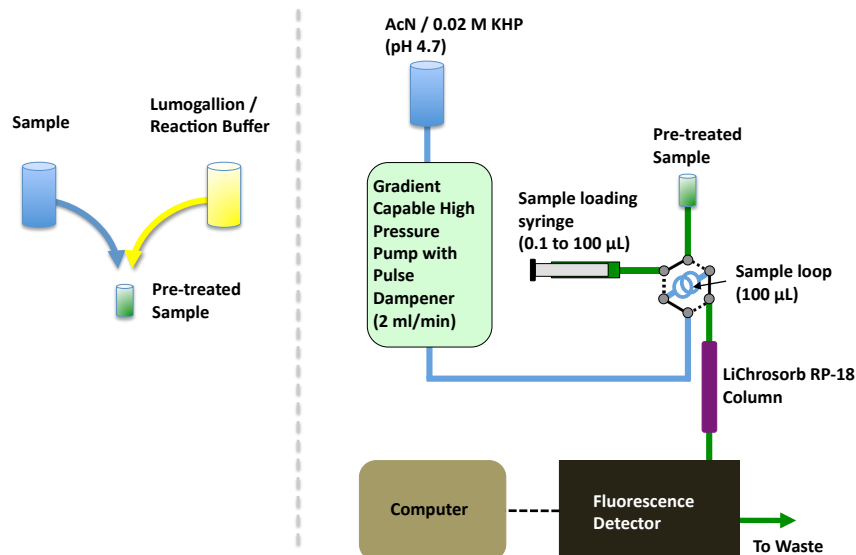 Sample
Lumogallion /
Reaction Buffer
Pre-treated
Sample
AcN / 0.02 M KHP
(pH 4.7)
Gradient
Capable High
Pressure
Pump with
Pulse
Dampener
(2 ml/min)
Sample loading
syringe
(0.1 to 100 µL)
Pre-treated
Sample
Sample loop
(100 µL)
LiChrosorb RP-18
Column
Computer
Fluorescence
Detector
To Waste